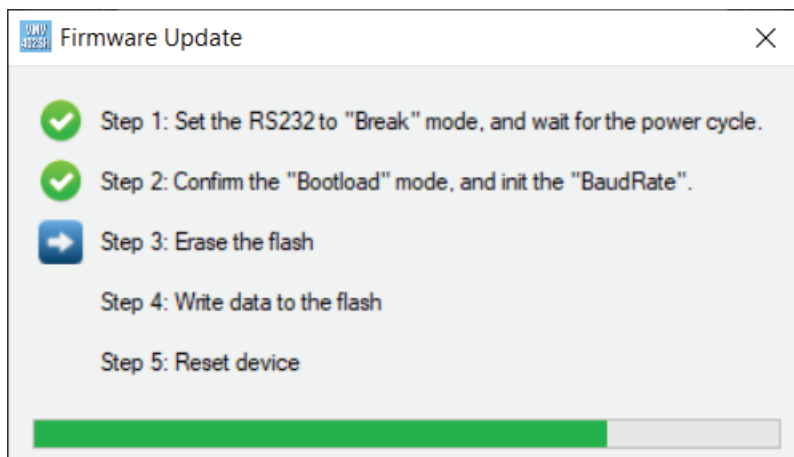 Firmware Update
Step 1: Set the RS232 to "Break" mode, and wait for the power cycle.
Step 2: Confirm the "Bootload" mode, and init the "BaudRate".
Step 3: Erase the flash
Step 4: Write data to the flash
Step 5: Reset device